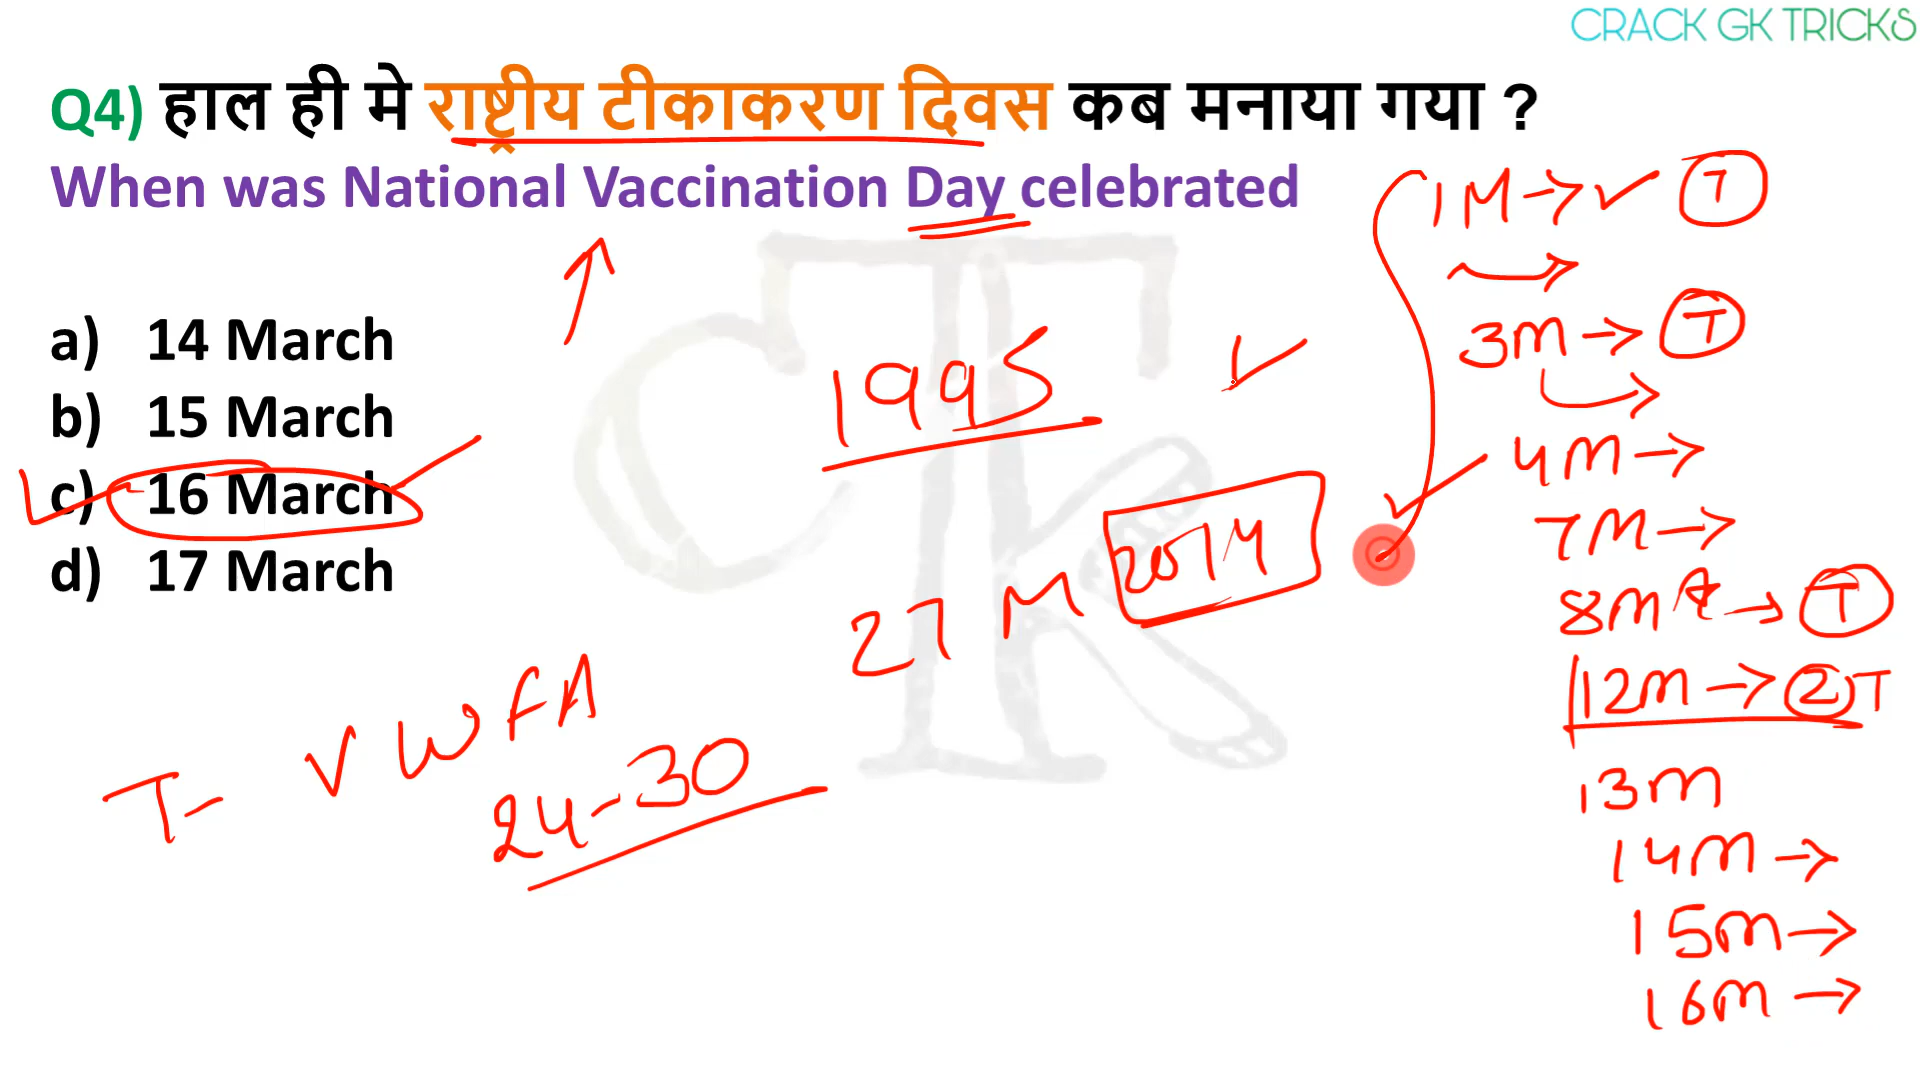 CRACK GK TRICKS
Q4) हाल ही मे राष्ट्रीय टीकाकरण दिवस कब मनाया गया ?
When was National Vaccination Day celebrated
a) 14 March
b) 15 March
c) 16 March
d) 17 March
1995
27 M 2014
T- V WFA
24-30
1M → T
3M → T
4M →
7M →
8M → T
12M → 2 T
13M
14M →
15M →
16M →